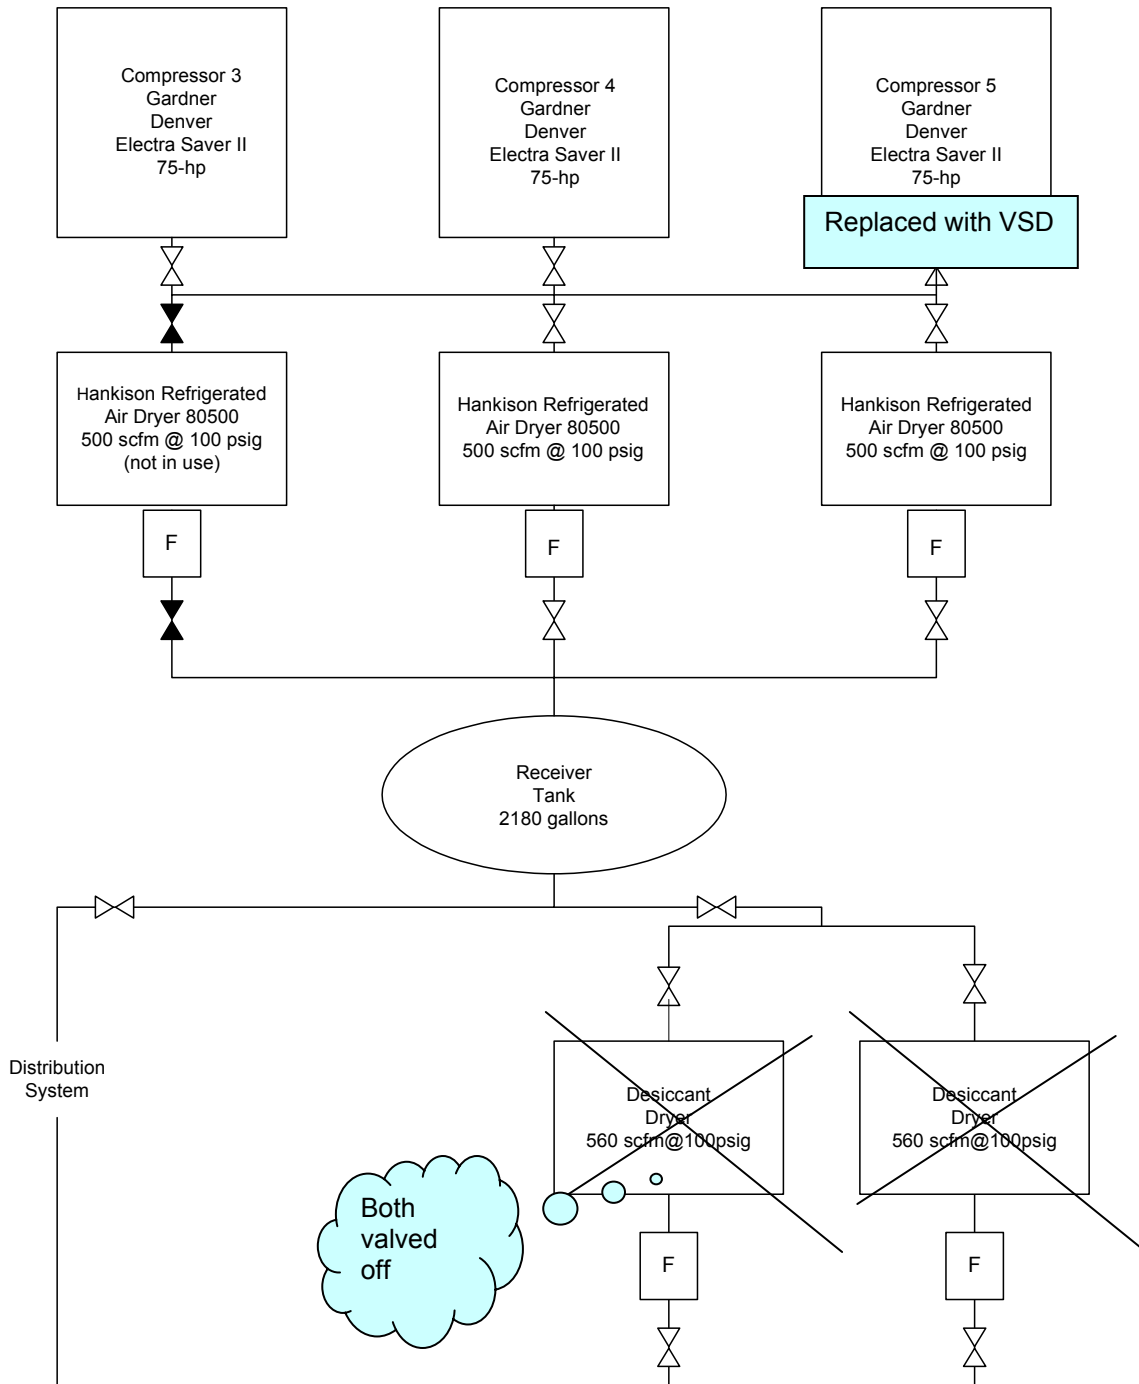 Compressor 3
Gardner
Denver
Electra Saver II
75-hp
Compressor 4
Gardner
Denver
Electra Saver II
75-hp
Compressor 5
Gardner
Denver
Electra Saver II
75-hp
Replaced with VSD
Hankison Refrigerated
Air Dryer 80500
500 scfm @ 100 psig
(not in use)
Hankison Refrigerated
Air Dryer 80500
500 scfm @ 100 psig
Hankison Refrigerated
Air Dryer 80500
500 scfm @ 100 psig
F
F
F
Receiver
Tank
2180 gallons
Distribution
System
Desiccant
Dryer
560 scfm@100psig
Desiccant
Dryer
560 scfm@100psig
Both
valved
off
F
F